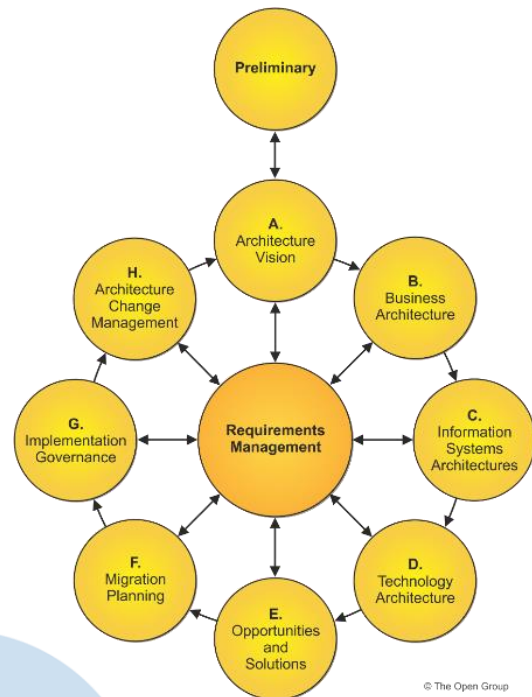 Preliminary
A.
Architecture
Vision
B.
Business
Architecture
C.
Information
Systems
Architectures
D.
Technology
Architecture
E.
Opportunities
and
Solutions
F.
Migration
Planning
G.
Implementation
Governance
H.
Architecture
Change
Management
Requirements
Management
© The Open Group